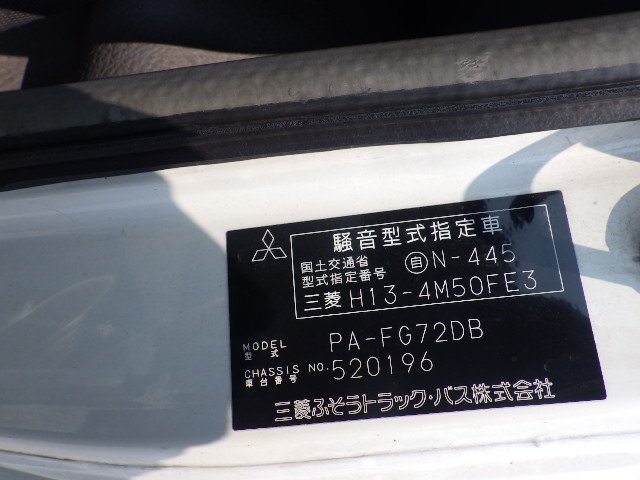 騒音型式指定車
国土交通省
型式指定番号 自N-445
三菱 H13-4M50FE3
MODEL 型式 PA-FG72DB
CHASSIS NO. 車台番号 520196
三菱ふそうトラック・バス株式会社